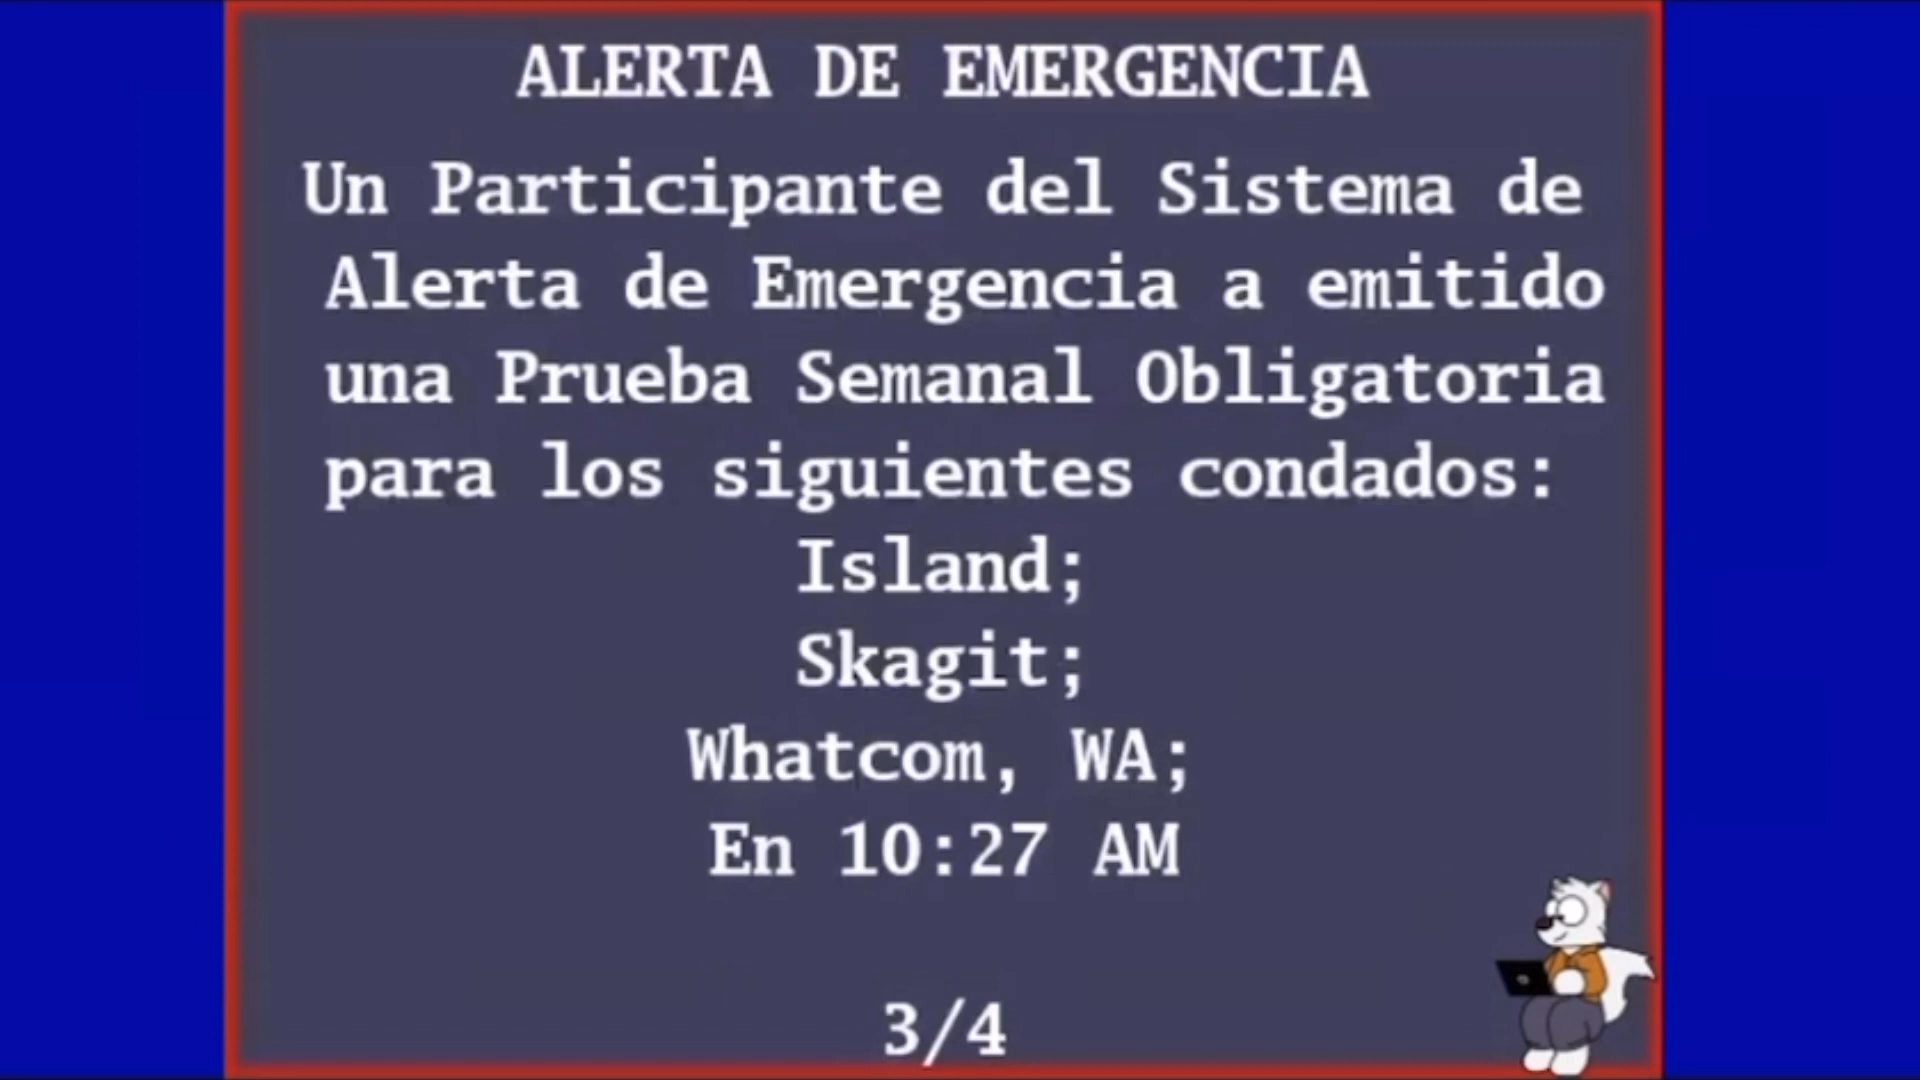 ALERTA DE EMERGENCIA
Un Participante del Sistema de
Alerta de Emergencia a emitido
una Prueba Semanal Obligatoria
para los siguientes condados:
Island;
Skagit;
Whatcom, WA;
En 10:27 AM
3/4